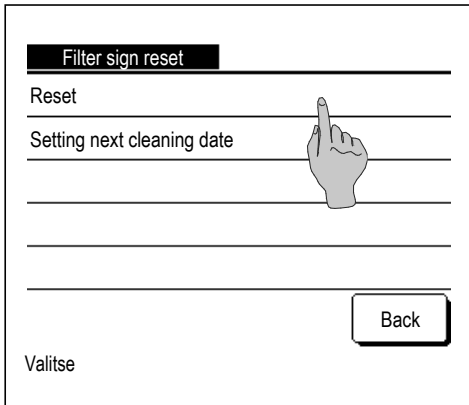 Filter sign reset
Reset
Setting next cleaning date
Back
Valitse